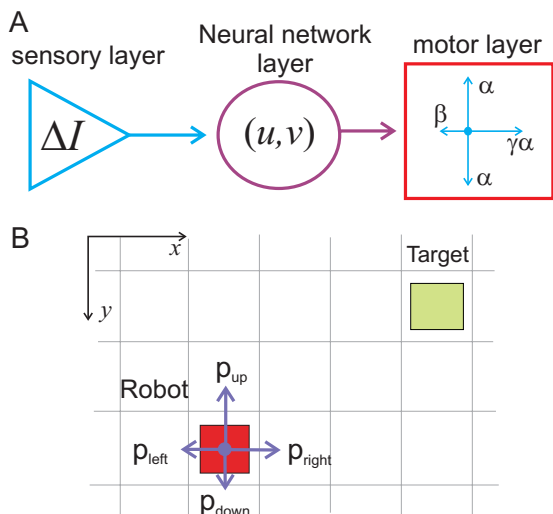 A
sensory layer
Neural network
layer
motor layer
ΔI
(u,v)
α
β
γα
α
B
x
y
Target
Robot
p_up
p_left
p_right
p_down